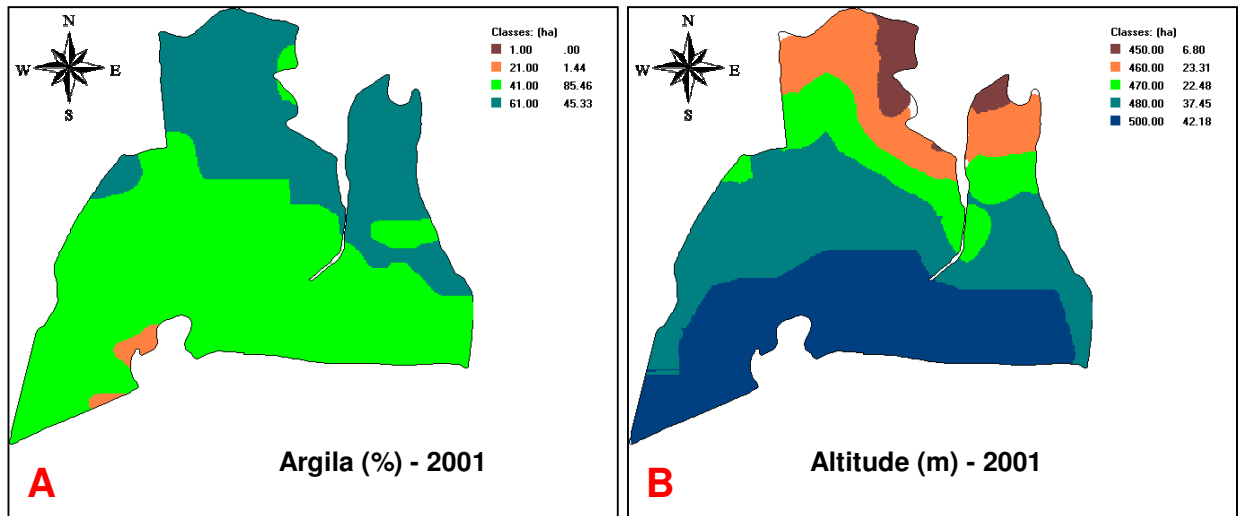 N
W E
S
Classes: (ha)
1.00 .00
21.00 1.44
41.00 85.46
61.00 45.33
Argila (%) - 2001
A
N
W E
S
Classes: (ha)
450.00 6.80
460.00 23.31
470.00 22.48
480.00 37.45
500.00 42.18
Altitude (m) - 2001
B